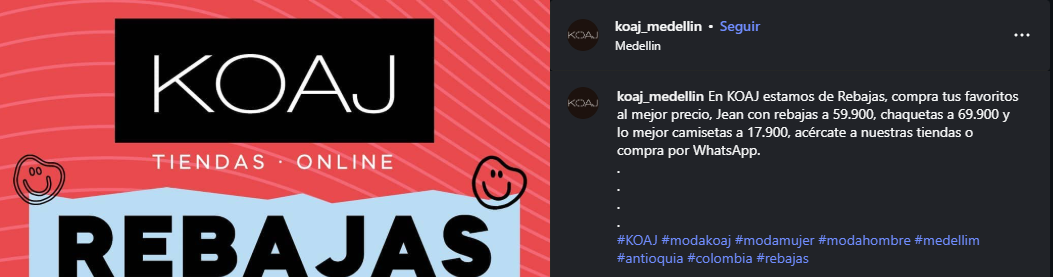 KOAJ
TIENDAS · ONLINE
REBAJAS
KOAJ
koaj_medellin • Seguir
Medellin
KOAJ
koaj_medellin En KOAJ estamos de Rebajas, compra tus favoritos
al mejor precio, Jean con rebajas a 59.900, chaquetas a 69.900 y
lo mejor camisetas a 17.900, acércate a nuestras tiendas o
compra por WhatsApp.
.
.
.
.
#KOAJ #modakoaj #modamujer #modahombre #medellim
#antioquia #colombia #rebajas